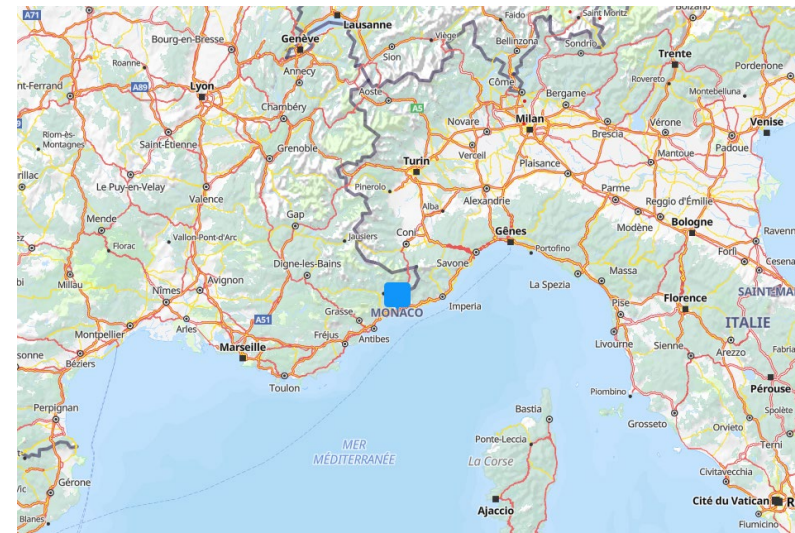 A71
Lausanne
Faido
Saint Moritz
Bolzano
Bourg-en-Bresse
Genève
Viège
Bellinzona
Sondrio
Sion
Trente
Roanne
Annecy
Pordenone
nt-Ferrand
A89
Lyon
Aoste
Côme
Rovereto
Montebelluna
Bergame
Chambéry
A5
Novare
Milan
Vérone
Venise
Riom-ès-
Montagnes
Saint-Étienne
Brescia
Padoue
Grenoble
Turin
Verceil
Mantoue
Plaisance
rillac
Le Puy-en-Velay
Pinerolo
Valence
Alexandrie
Parme
Reggio d'Émilie
Alba
Mende
Gap
Bologne
Modène
Gênes
Ravenn
Florac
Vallon-Pont-d'Arc
Jausiers
Coni
Portofino
Forlì
Savone
Cesena
Digne-les-Bains
Massa
Millau
Avignon
La Spezia
Nîmes
SAINT-MAR
Florence
Pise
Imperia
Grasse
MONACO
A51
ITALIE
Arles
Montpellier
Fréjus
Antibes
Livourne
Sienne
Arezzo
Fabria
Marseille
sonne
Béziers
Toulon
Pérouse
Piombino
Perpignan
Bastia
Spolète
Grosseto
Orvieto
Ponte-Leccia
Terni
MER
MÉDITERRANÉE
La Corse
Civitavecchia
Gérone
Vic
Ajaccio
Cité du Vatican
R
Blanes
Fiumicino